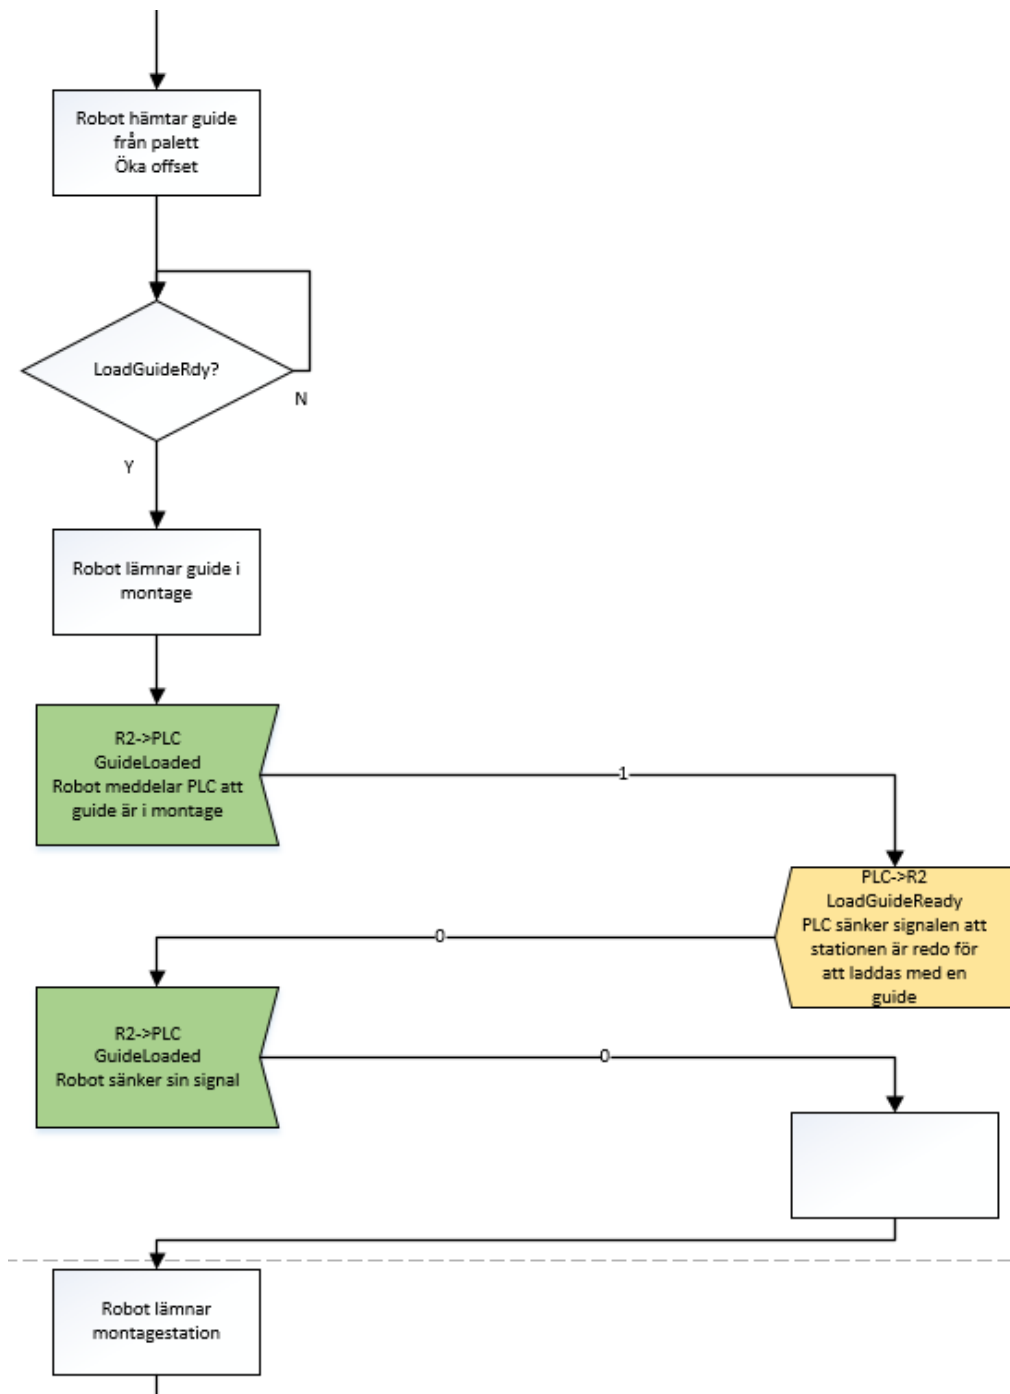 Robot hämtar guide
från palett
Öka offset
LoadGuideRdy?
N
Y
Robot lämnar guide i
montage
R2->PLC
GuideLoaded
Robot meddelar PLC att
guide är i montage
1
PLC->R2
LoadGuideReady
PLC sänker signalen att
stationen är redo för
att laddas med en
guide
0
R2->PLC
GuideLoaded
Robot sänker sin signal
0
Robot lämnar
montagestation